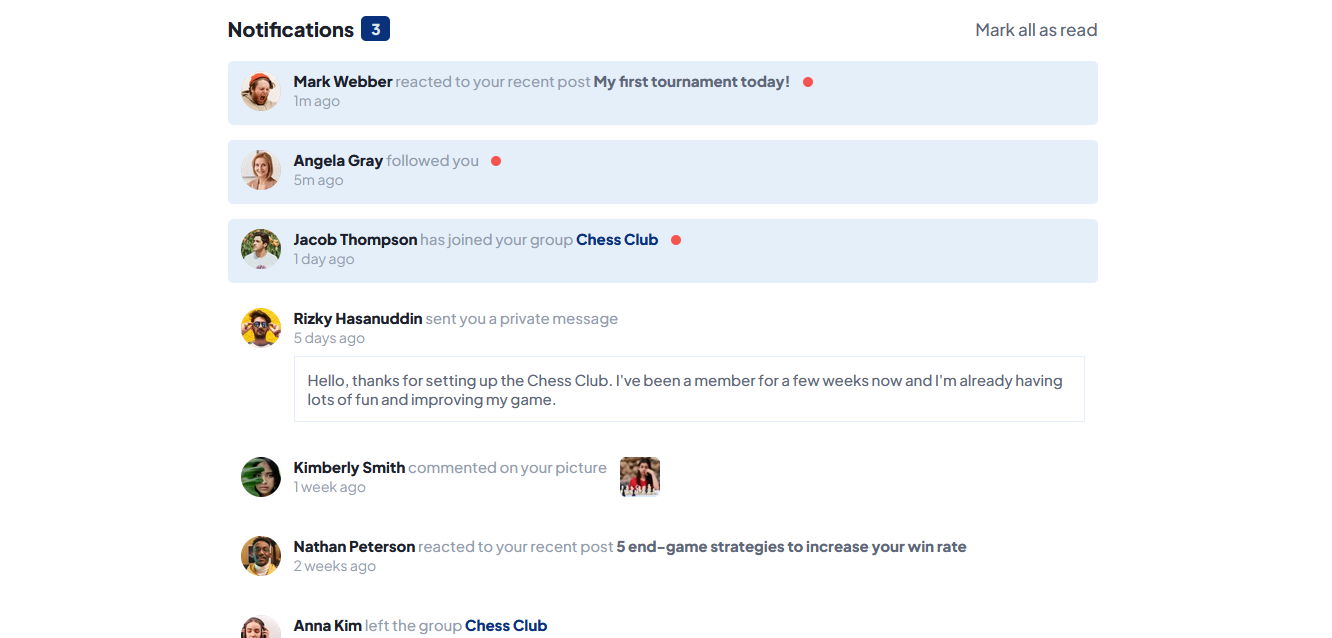 Notifications 3 Mark all as read
Mark Webber reacted to your recent post My first tournament today!
1m ago
Angela Gray followed you
5m ago
Jacob Thompson has joined your group Chess Club
1 day ago
Rizky Hasanuddin sent you a private message
5 days ago
Hello, thanks for setting up the Chess Club. I've been a member for a few weeks now and I'm already having
lots of fun and improving my game.
Kimberly Smith commented on your picture
1 week ago
Nathan Peterson reacted to your recent post 5 end-game strategies to increase your win rate
2 weeks ago
Anna Kim left the group Chess Club